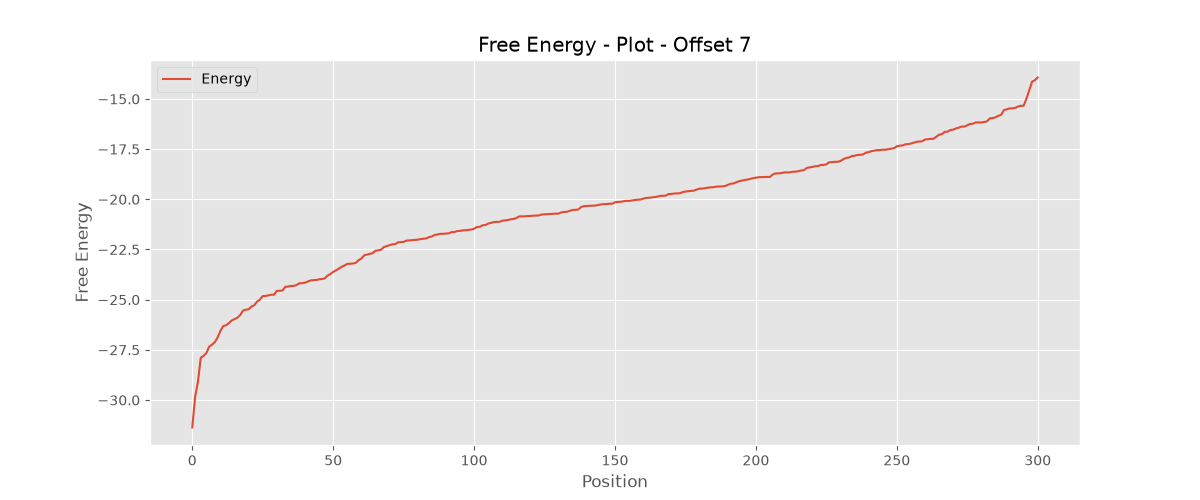 Free Energy - Plot - Offset 7
Energy
Free Energy
−15.0
−17.5
−20.0
−22.5
−25.0
−27.5
−30.0
0 50 100 150 200 250 300
Position